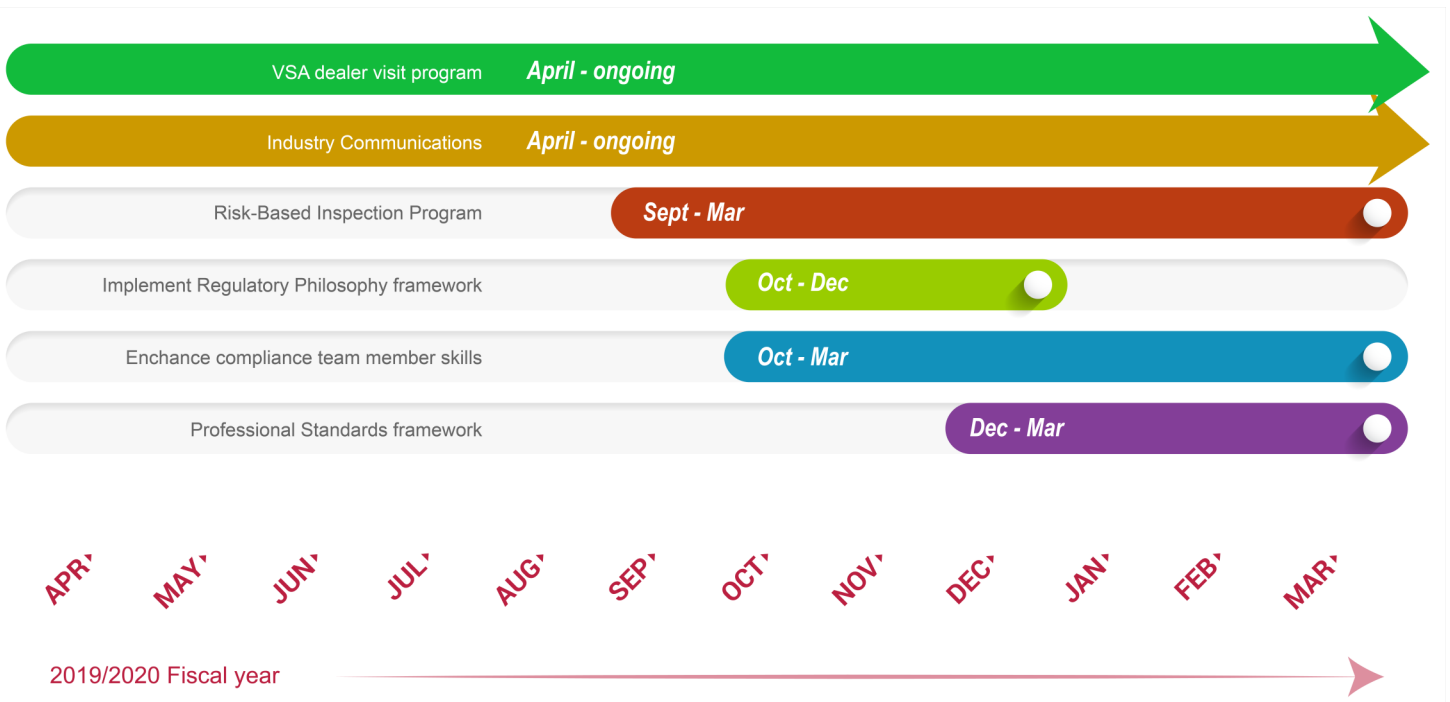 VSA dealer visit program April - ongoing
Industry Communications April - ongoing
Risk-Based Inspection Program Sept - Mar
Implement Regulatory Philosophy framework Oct - Dec
Enchance compliance team member skills Oct - Mar
Professional Standards framework Dec - Mar
APR MAY JUN JUL AUG SEP OCT NOV DEC JAN FEB MAR
2019/2020 Fiscal year